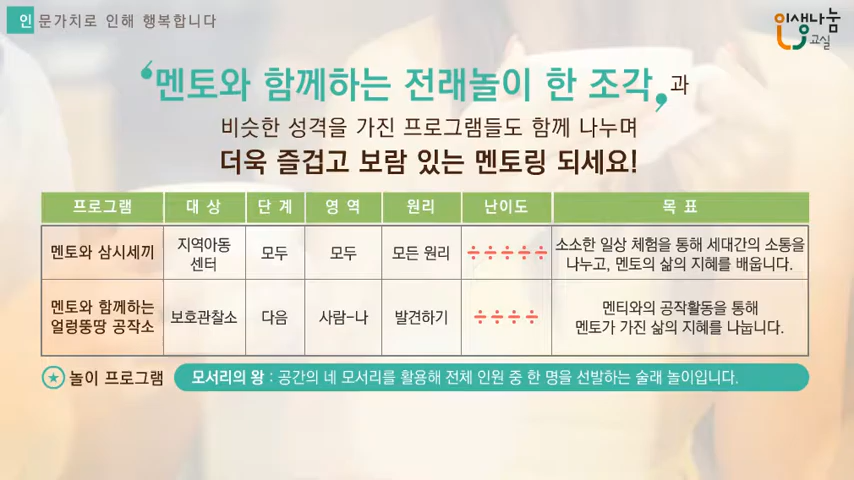 인문가치로 인해 행복합니다
인생나눔
교실
‘멘토와 함께하는 전래놀이 한 조각’과
비슷한 성격을 가진 프로그램들도 함께 나누며
더욱 즐겁고 보람 있는 멘토링 되세요!
프로그램 대 상 단 계 영 역 원리 난이도 목 표
멘토와 삼시세끼 지역아동 센터 모두 모두 모든 원리 ÷÷÷÷÷ 소소한 일상 체험을 통해 세대간의 소통을
나누고, 멘토의 삶의 지혜를 배웁니다.
멘토와 함께하는 얼렁뚱땅 공작소 보호관찰소 다음 사람-나 발견하기 ÷÷÷÷ 멘티와의 공작활동을 통해
멘토가 가진 삶의 지혜를 나눕니다.
놀이 프로그램 모서리의 왕 : 공간의 네 모서리를 활용해 전체 인원 중 한 명을 선발하는 술래 놀이입니다.